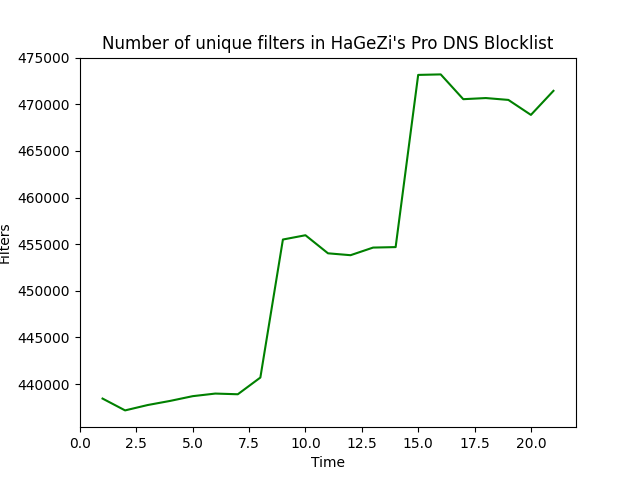 Number of unique filters in HaGeZi's Pro DNS Blocklist
475000
470000
465000
460000
455000
450000
445000
440000
Filters
0.0 2.5 5.0 7.5 10.0 12.5 15.0 17.5 20.0
Time